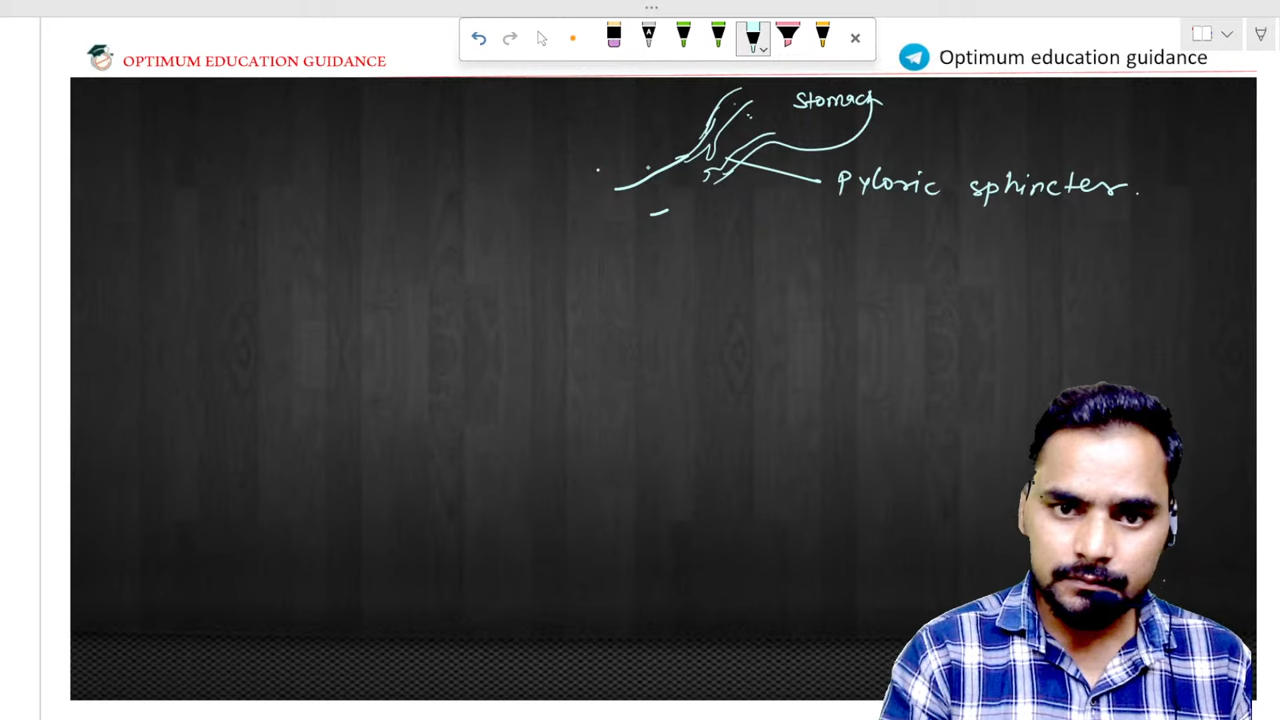 OPTIMUM EDUCATION GUIDANCE
Optimum education guidance
Stomach
Pyloric sphincter.